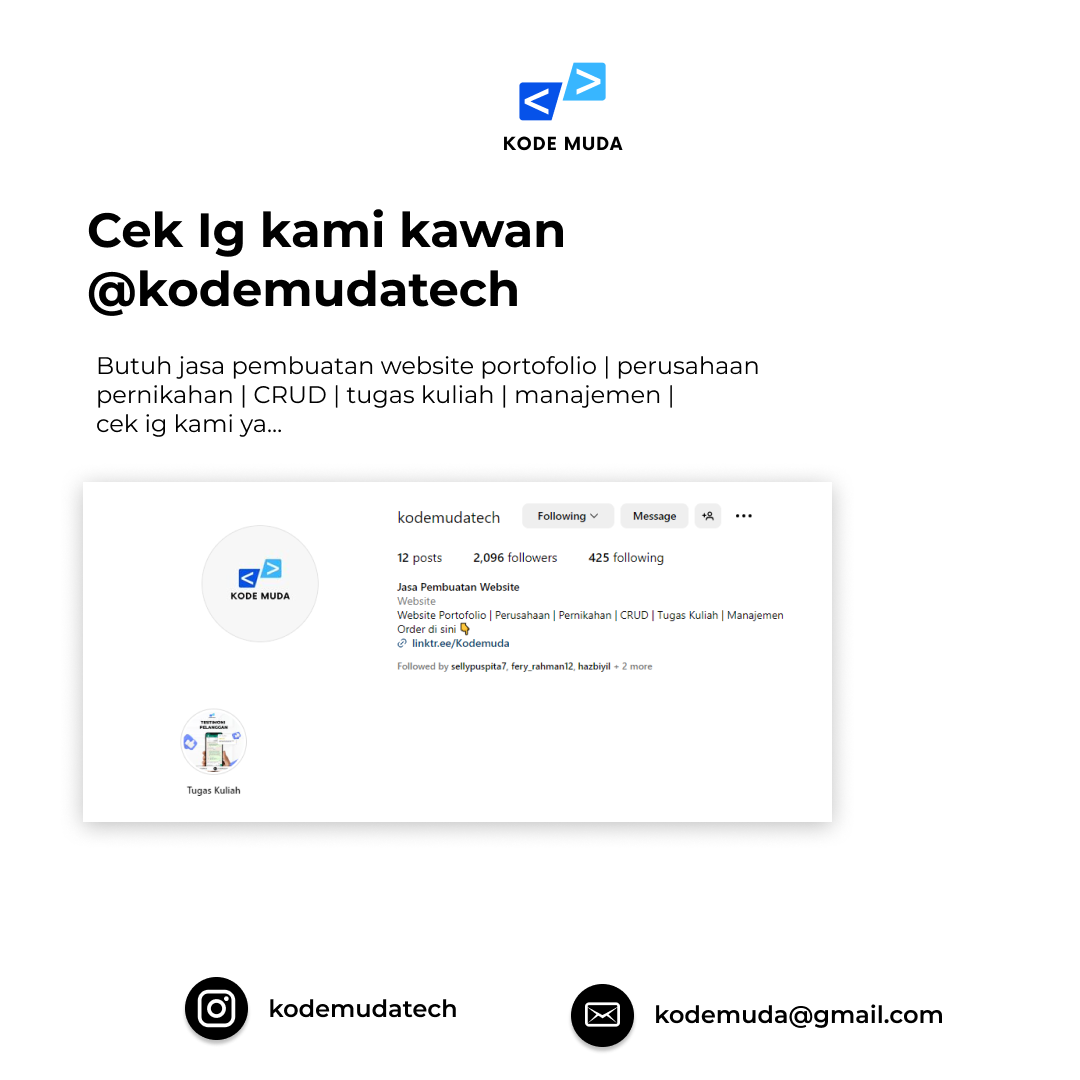 KODE MUDA
Cek Ig kami kawan
@kodemudatech
Butuh jasa pembuatan website portofolio | perusahaan
pernikahan | CRUD | tugas kuliah | manajemen |
cek ig kami ya...
kodemudatech Following Message
12 posts 2,096 followers 425 following
Jasa Pembuatan Website
Website
Website Portofolio | Perusahaan | Pernikahan | CRUD | Tugas Kuliah | Manajemen
Order di sini 👇
linktr.ee/Kodemuda
Followed by sellypuspita7, fery_rahman12, hazbiyil + 2 more
KODE MUDA
TESTIMONI
PELANGGAN
Tugas Kuliah
kodemudatech
kodemuda@gmail.com